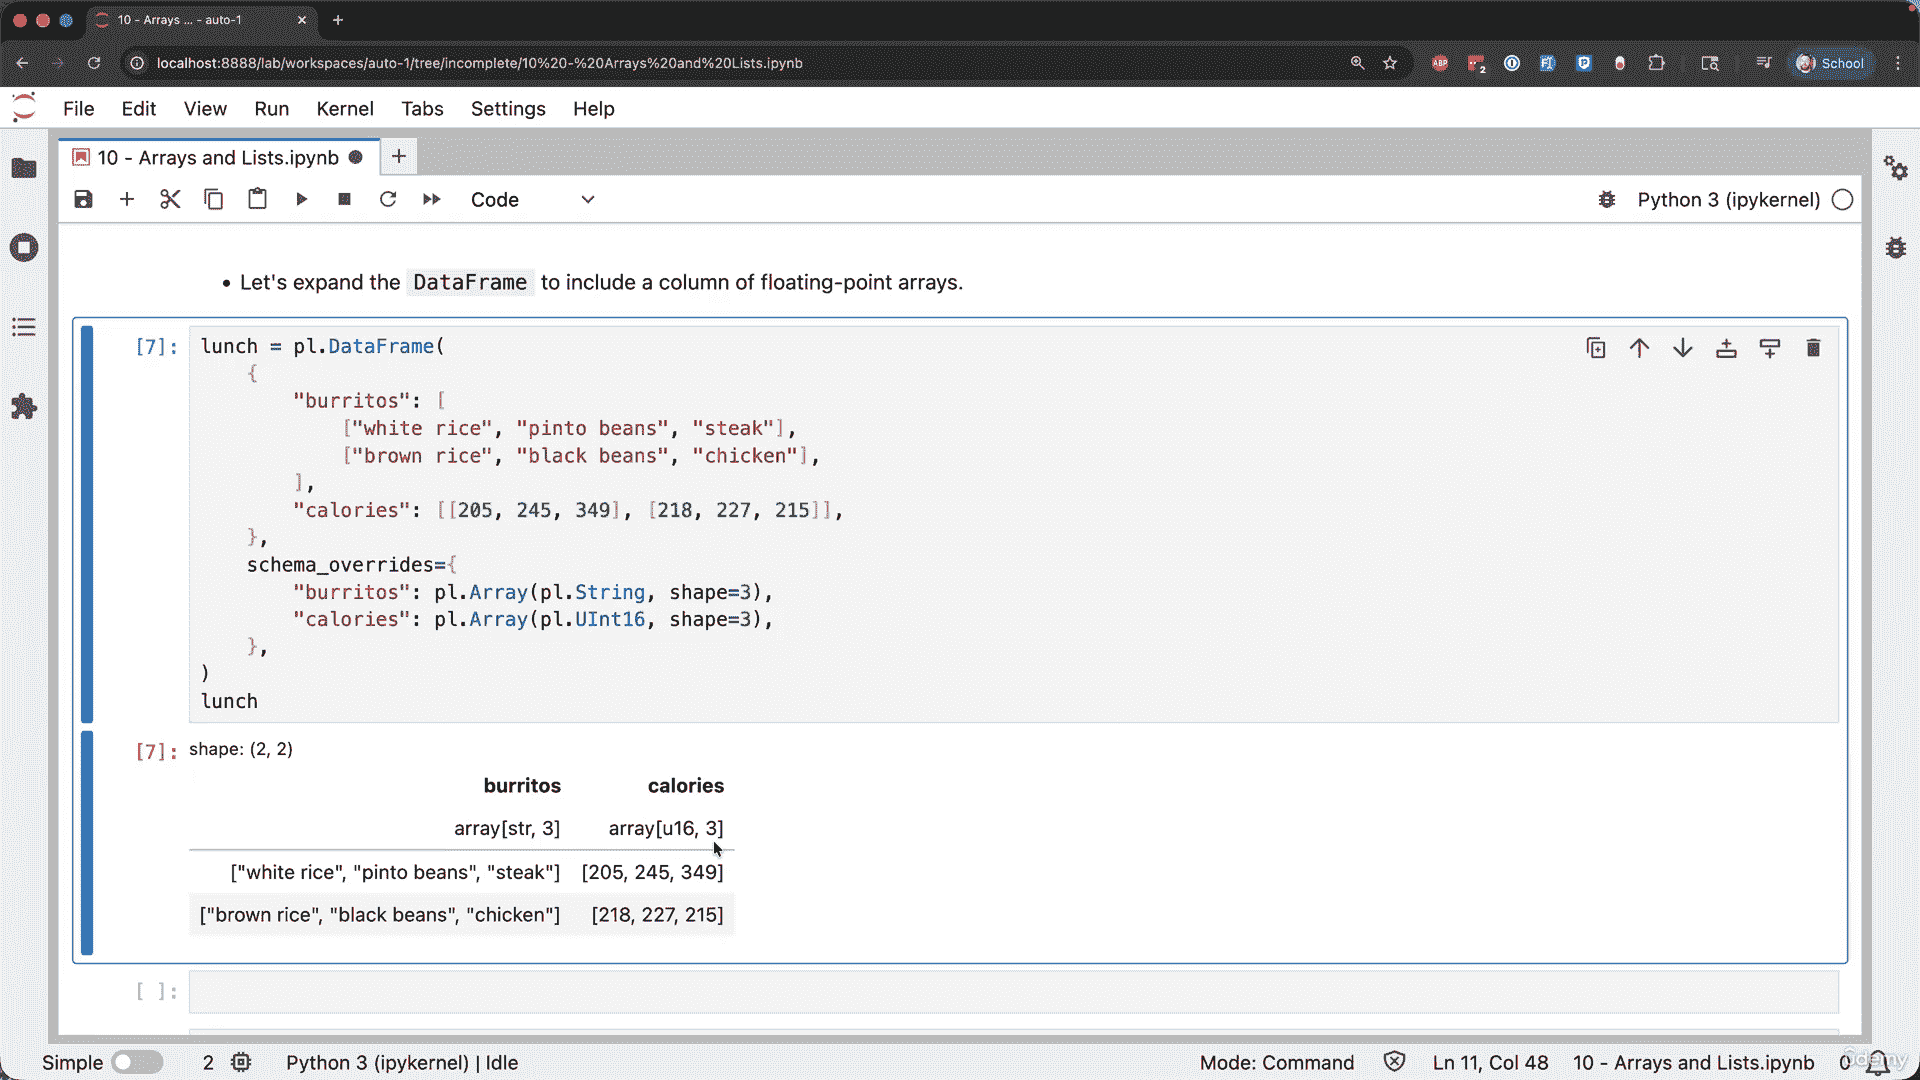 10 - Arrays ... - auto-1
localhost:8888/lab/workspaces/auto-1/tree/incomplete/10%20-%20Arrays%20and%20Lists.ipynb
ABP
2
School
File Edit View Run Kernel Tabs Settings Help
10 - Arrays and Lists.ipynb
Code
Python 3 (ipykernel)
• Let's expand the DataFrame to include a column of floating-point arrays.
[7]: lunch = pl.DataFrame(
{
"burritos": [
["white rice", "pinto beans", "steak"],
["brown rice", "black beans", "chicken"],
],
"calories": [[205, 245, 349], [218, 227, 215]],
},
schema_overrides={
"burritos": pl.Array(pl.String, shape=3),
"calories": pl.Array(pl.UInt16, shape=3),
},
)
lunch
[7]: shape: (2, 2)
burritos calories
array[str, 3] array[u16, 3]
["white rice", "pinto beans", "steak"] [205, 245, 349]
["brown rice", "black beans", "chicken"] [218, 227, 215]
[ ]:
Simple 2 Python 3 (ipykernel) | Idle Mode: Command Ln 11, Col 48 10 - Arrays and Lists.ipynb 0
Udemy